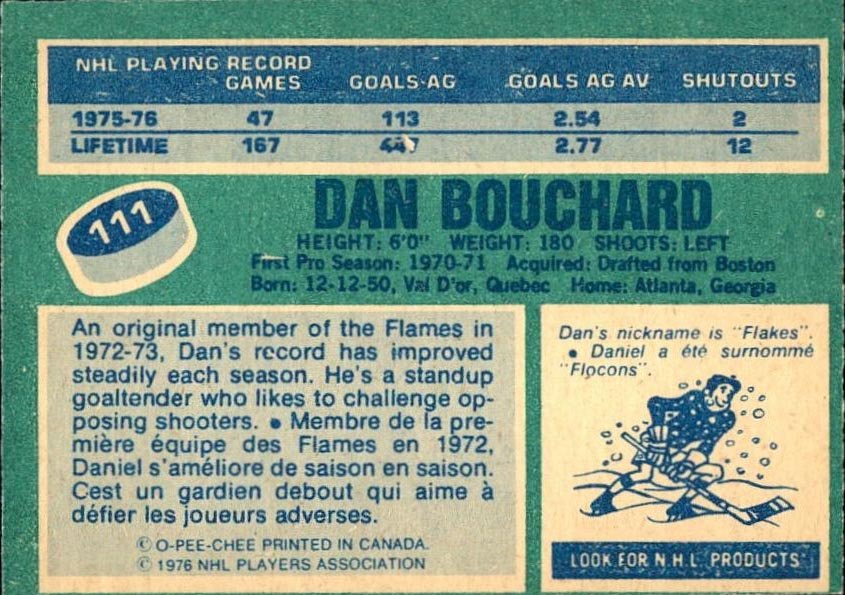 NHL PLAYING RECORD
GAMES GOALS-AG GOALS AG AV SHUTOUTS
1975-76 47 113 2.54 2
LIFETIME 167 447 2.77 12
111
DAN BOUCHARD
HEIGHT: 6'0" WEIGHT: 180 SHOOTS: LEFT
First Pro Season: 1970-71 Acquired: Drafted from Boston
Born: 12-12-50, Val D'or, Quebec Home: Atlanta, Georgia
An original member of the Flames in
1972-73, Dan's record has improved
steadily each season. He's a standup
goaltender who likes to challenge op-
posing shooters. • Membre de la pre-
mière équipe des Flames en 1972,
Daniel s'améliore de saison en saison.
Cest un gardien debout qui aime à
défier les joueurs adverses.
© O-PEE-CHEE PRINTED IN CANADA.
© 1976 NHL PLAYERS ASSOCIATION
Dan's nickname is "Flakes".
• Daniel a été surnommé
"Flocons".
LOOK FOR N.H.L. PRODUCTS